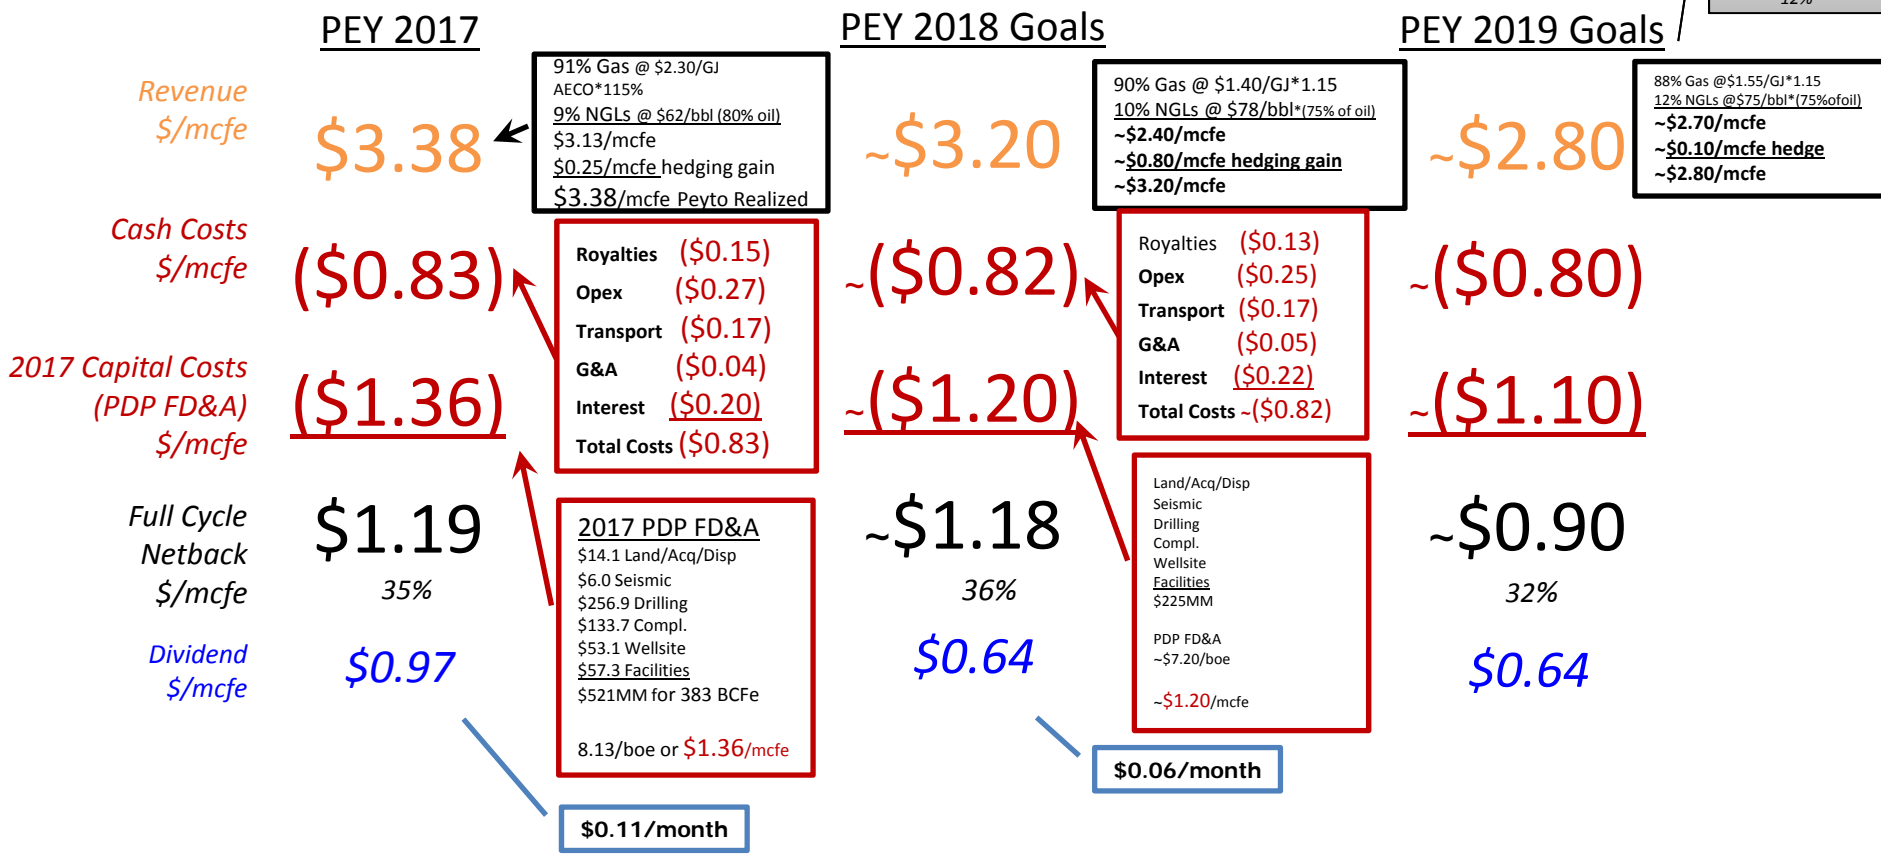 12%
PEY 2017
PEY 2018 Goals
PEY 2019 Goals
Revenue
$/mcfe
$3.38
91% Gas @ $2.30/GJ
AECO*115%
9% NGLs @ $62/bbl (80% oil)
$3.13/mcfe
$0.25/mcfe hedging gain
$3.38/mcfe Peyto Realized
~$3.20
90% Gas @ $1.40/GJ*1.15
10% NGLs @ $78/bbl*(75% of oil)
~$2.40/mcfe
~$0.80/mcfe hedging gain
~$3.20/mcfe
~$2.80
88% Gas @$1.55/GJ*1.15
12% NGLs @$75/bbl*(75%ofoil)
~$2.70/mcfe
~$0.10/mcfe hedge
~$2.80/mcfe
Cash Costs
$/mcfe
($0.83)
Royalties ($0.15)
Opex ($0.27)
Transport ($0.17)
G&A ($0.04)
Interest ($0.20)
Total Costs ($0.83)
~($0.82)
Royalties ($0.13)
Opex ($0.25)
Transport ($0.17)
G&A ($0.05)
Interest ($0.22)
Total Costs ~($0.82)
~($0.80)
2017 Capital Costs
(PDP FD&A)
$/mcfe
($1.36)
~($1.20)
~($1.10)
Full Cycle
Netback
$/mcfe
$1.19
35%
2017 PDP FD&A
$14.1 Land/Acq/Disp
$6.0 Seismic
$256.9 Drilling
$133.7 Compl.
$53.1 Wellsite
$57.3 Facilities
$521MM for 383 BCFe
8.13/boe or $1.36/mcfe
~$1.18
36%
Land/Acq/Disp
Seismic
Drilling
Compl.
Wellsite
Facilities
$225MM
PDP FD&A
~$7.20/boe
~$1.20/mcfe
~$0.90
32%
Dividend
$/mcfe
$0.97
$0.64
$0.64
$0.11/month
$0.06/month